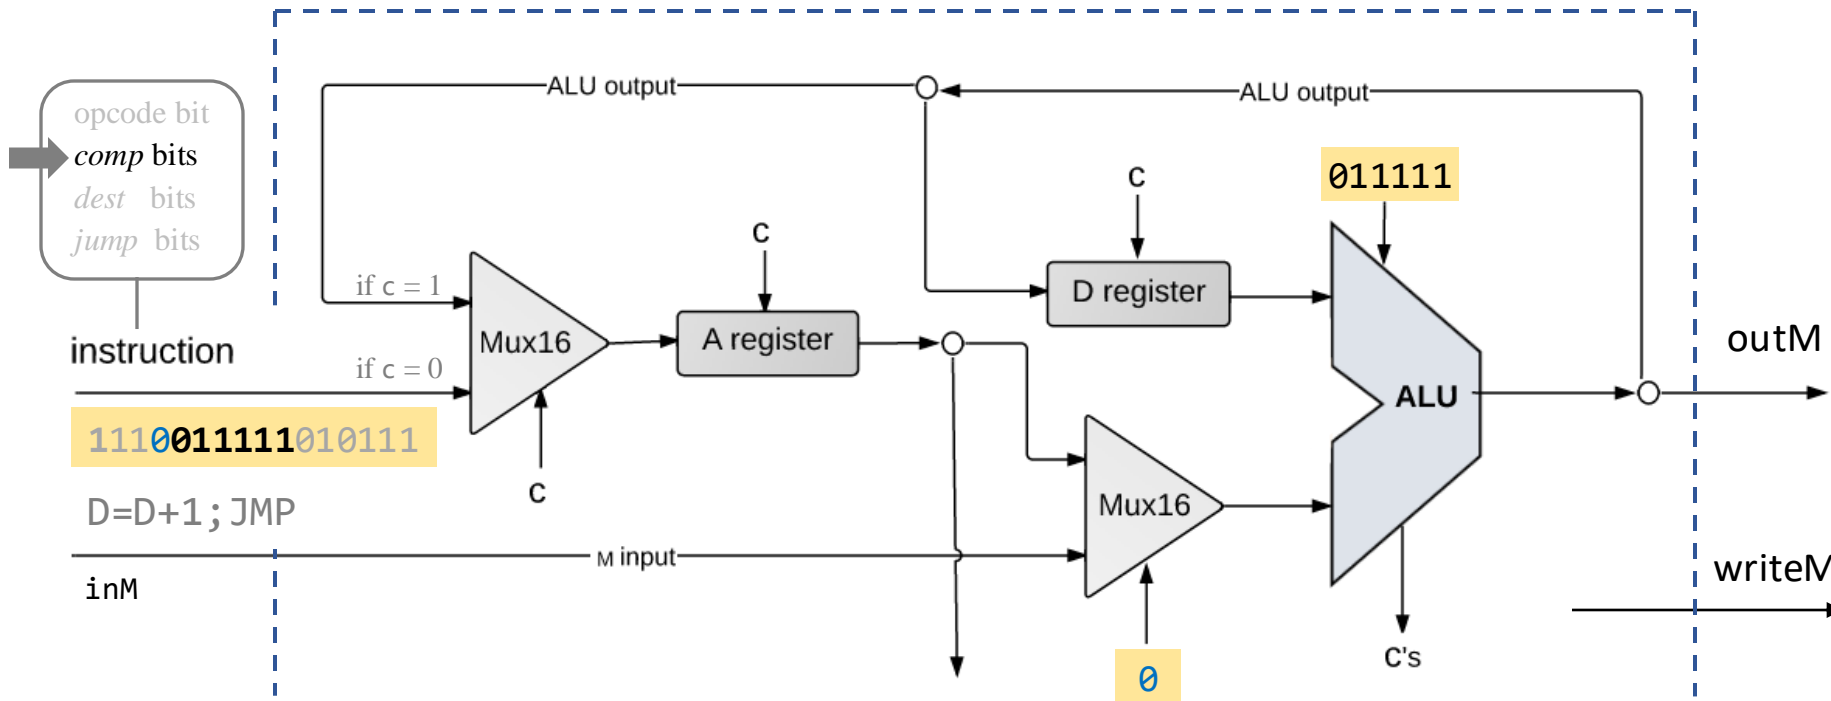 ALU output
ALU output
opcode bit
comp bits
dest bits
jump bits
c
011111
c
if c = 1
D register
instruction
Mux16
A register
outM
if c = 0
ALU
1110011111010111
c
Mux16
D=D+1;JMP
M input
writeM
inM
c's
0